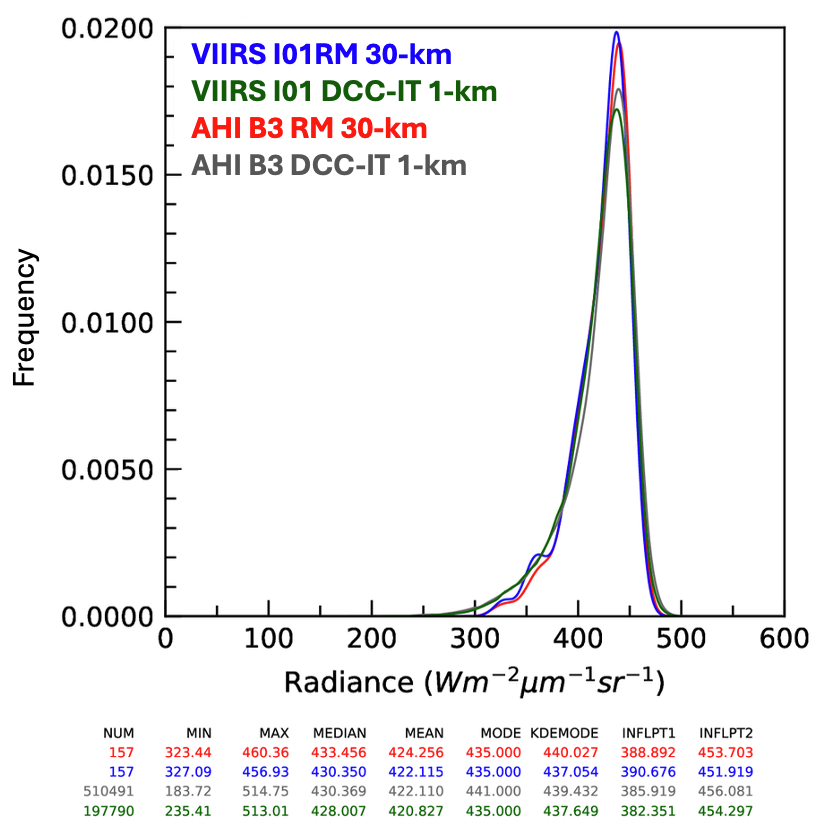 0.0200
VIIRS I01RM 30-km
VIIRS I01 DCC-IT 1-km
AHI B3 RM 30-km
AHI B3 DCC-IT 1-km
0.0150
0.0100
0.0050
0.0000
Frequency
0 100 200 300 400 500 600
Radiance (Wm⁻²μm⁻¹sr⁻¹)
NUM MIN MAX MEDIAN MEAN MODE KDEMODE INFLPT1 INFLPT2
157 323.44 460.36 433.456 424.256 435.000 440.027 388.892 453.703
157 327.09 456.93 430.350 422.115 435.000 437.054 390.676 451.919
510491 183.72 514.75 430.369 422.110 441.000 439.432 385.919 456.081
197790 235.41 513.01 428.007 420.827 435.000 437.649 382.351 454.297